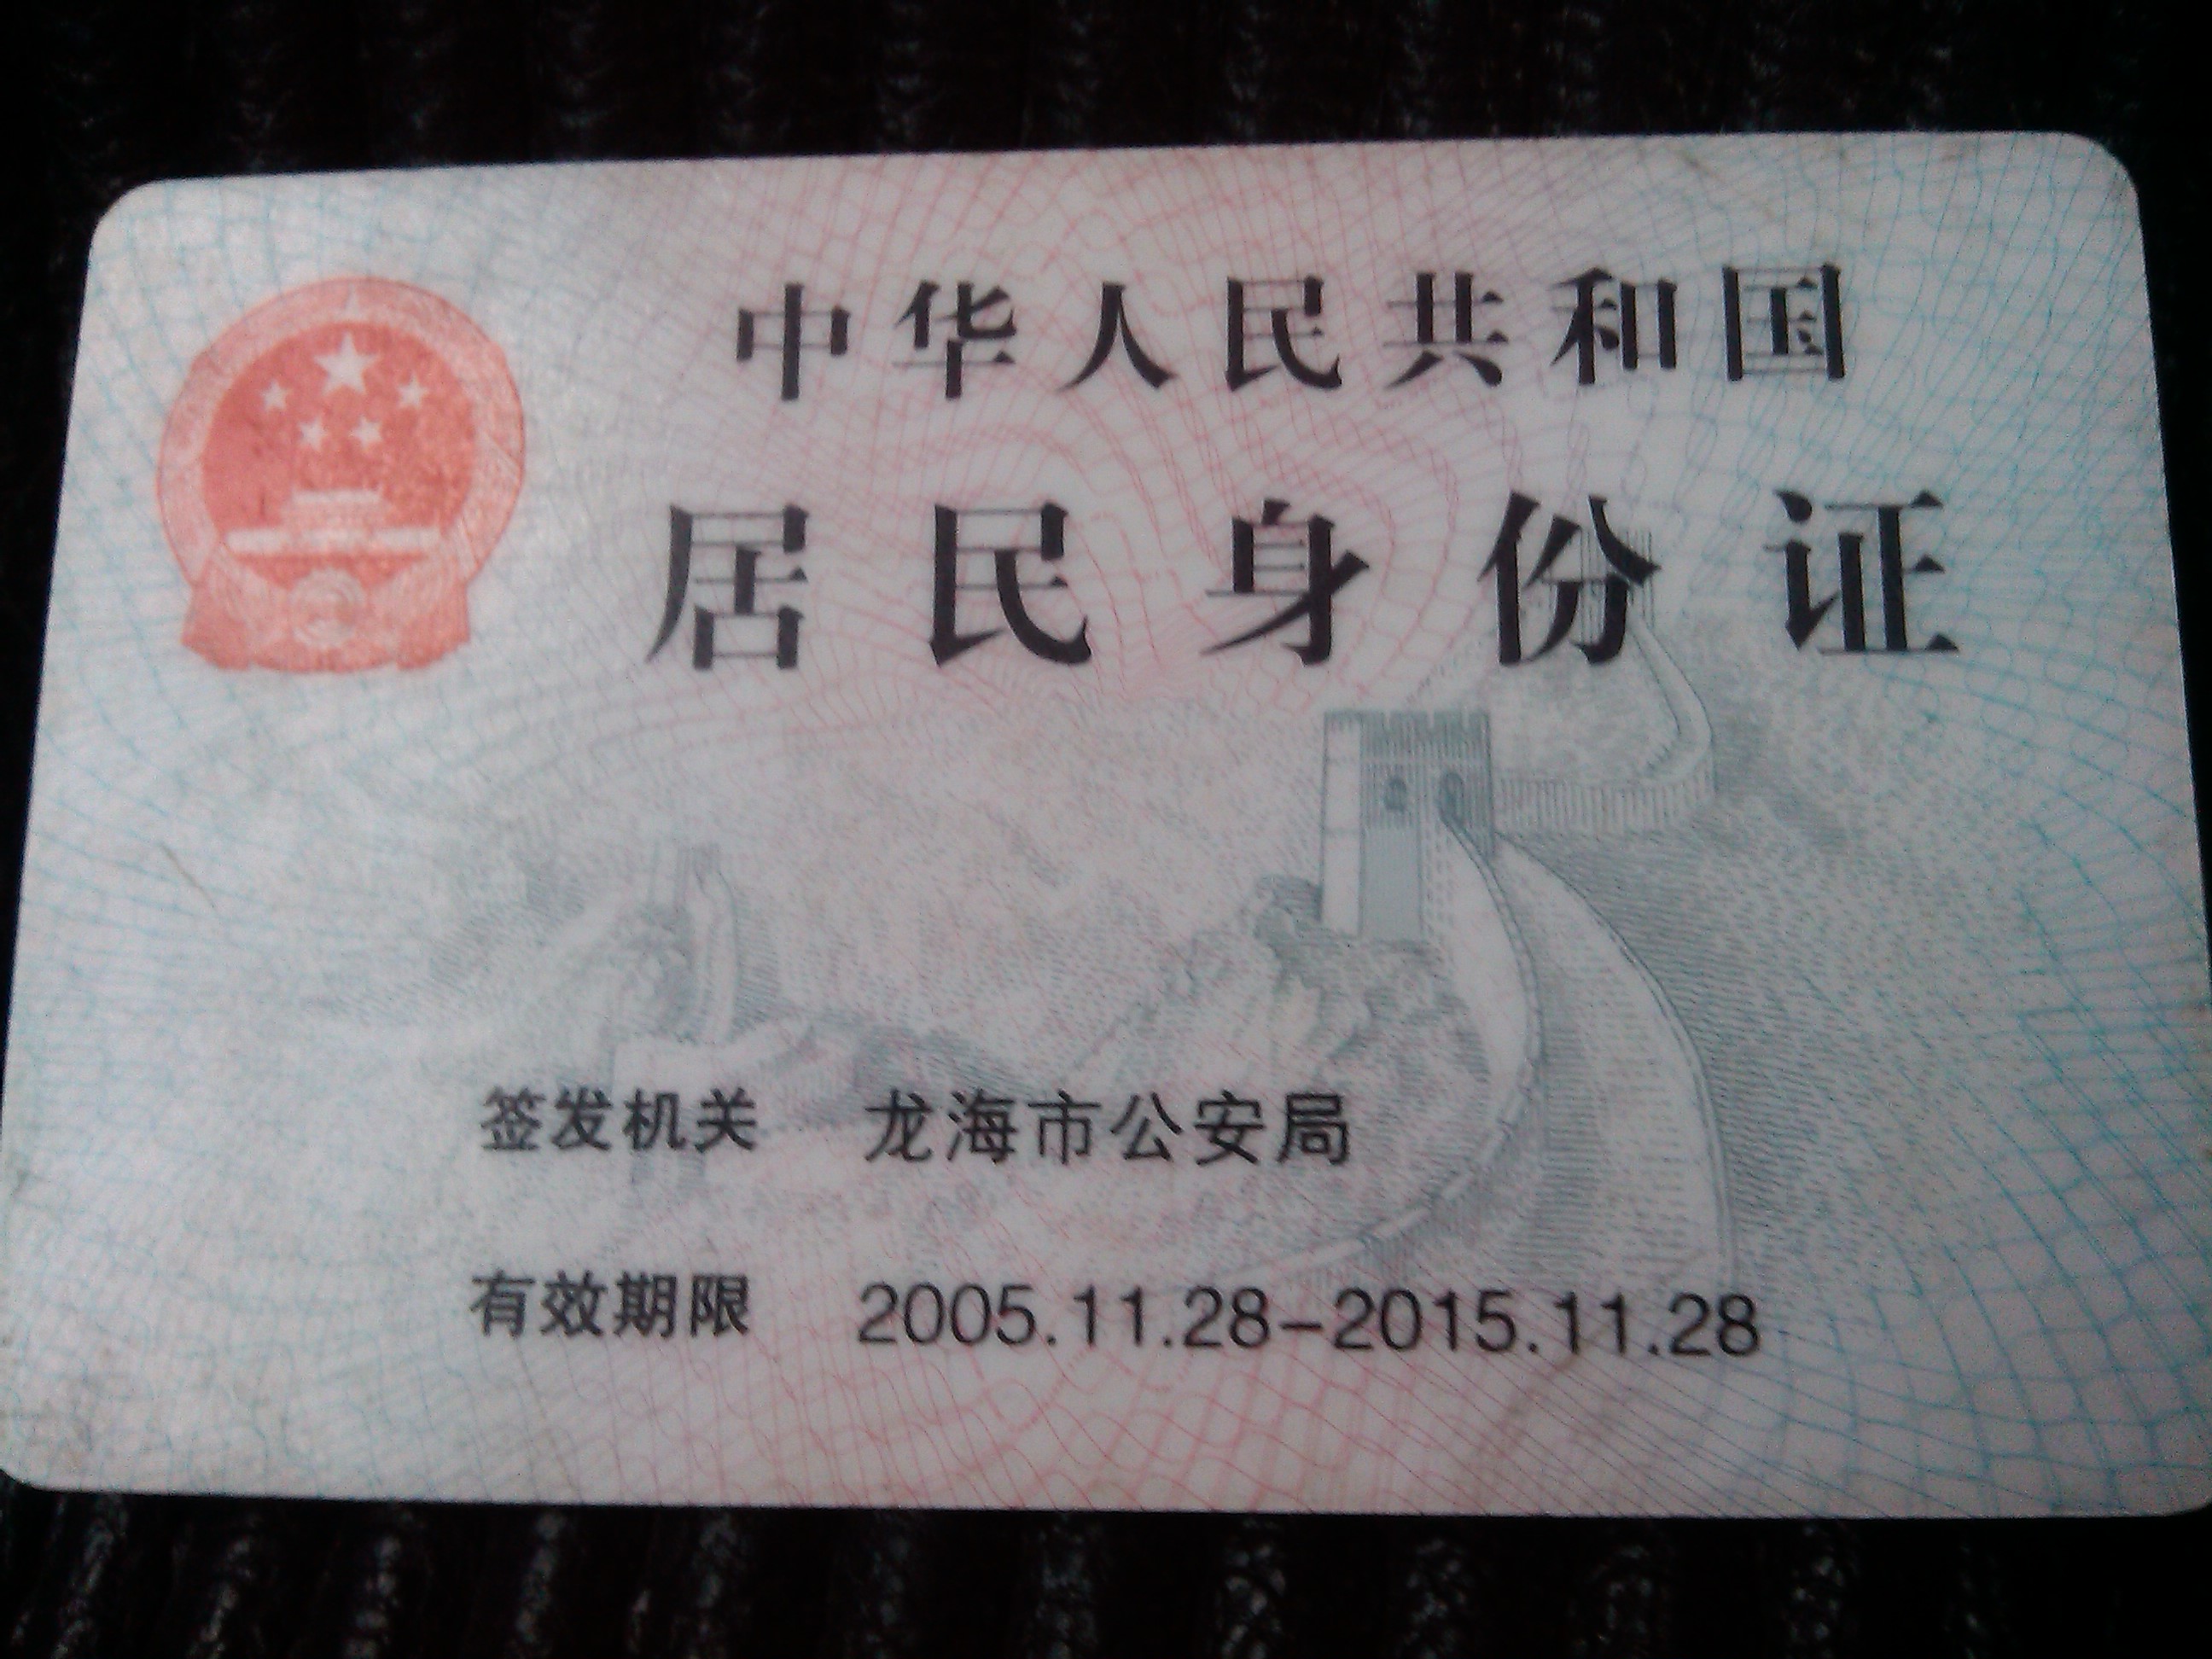 中华人民共和国
居民身份证
签发机关 龙海市公安局
有效期限 2005.11.28-2015.11.28